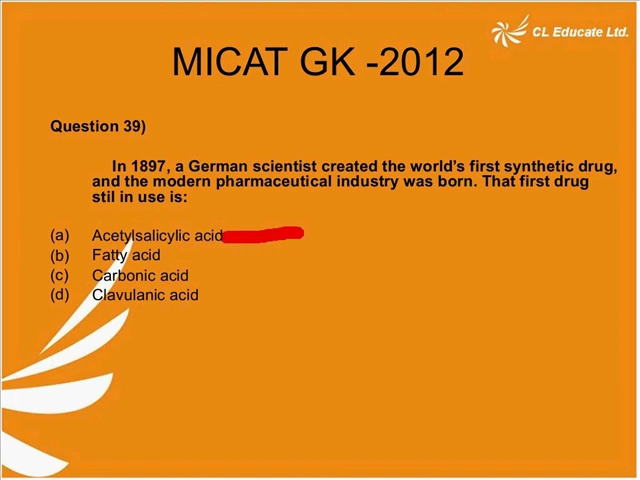 CL Educate Ltd.
MICAT GK -2012
Question 39)
In 1897, a German scientist created the world's first synthetic drug,
and the modern pharmaceutical industry was born. That first drug
stil in use is:
(a) Acetylsalicylic acid
(b) Fatty acid
(c) Carbonic acid
(d) Clavulanic acid